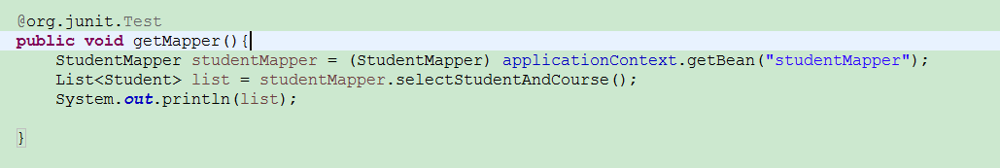 @org.junit.Test
public void getMapper(){
StudentMapper studentMapper = (StudentMapper) applicationContext.getBean("studentMapper");
List<Student> list = studentMapper.selectStudentAndCourse();
System.out.println(list);
}